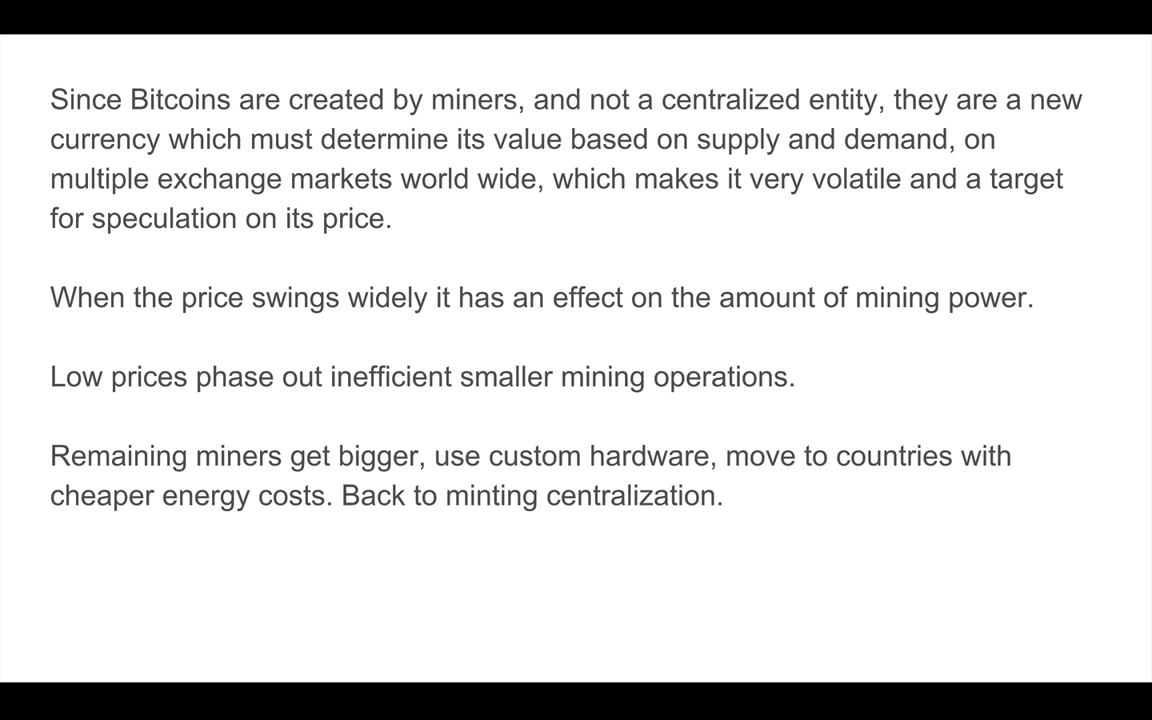 Since Bitcoins are created by miners, and not a centralized entity, they are a new
currency which must determine its value based on supply and demand, on
multiple exchange markets world wide, which makes it very volatile and a target
for speculation on its price.
When the price swings widely it has an effect on the amount of mining power.
Low prices phase out inefficient smaller mining operations.
Remaining miners get bigger, use custom hardware, move to countries with
cheaper energy costs. Back to minting centralization.